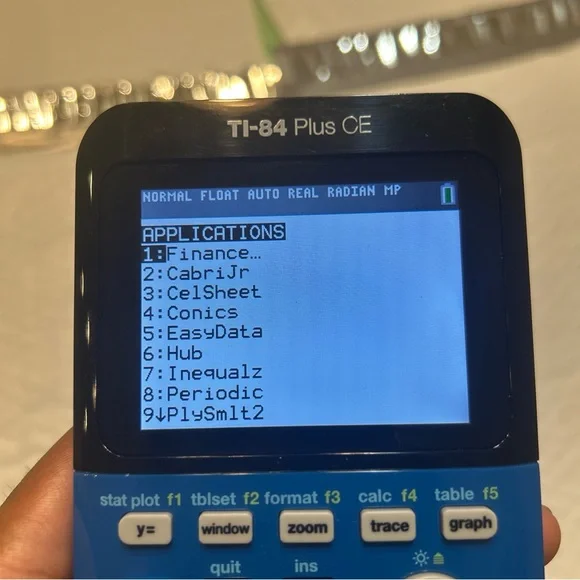 TI-84 Plus CE
NORMAL FLOAT AUTO REAL RADIAN MP
APPLICATIONS
1:Finance…
2:CabriJr
3:CelSheet
4:Conics
5:EasyData
6:Hub
7:Inequalz
8:Periodic
9↓PlySmlt2
stat plot f1 tblset f2 format f3 calc f4 table f5
y= window zoom trace graph
quit ins